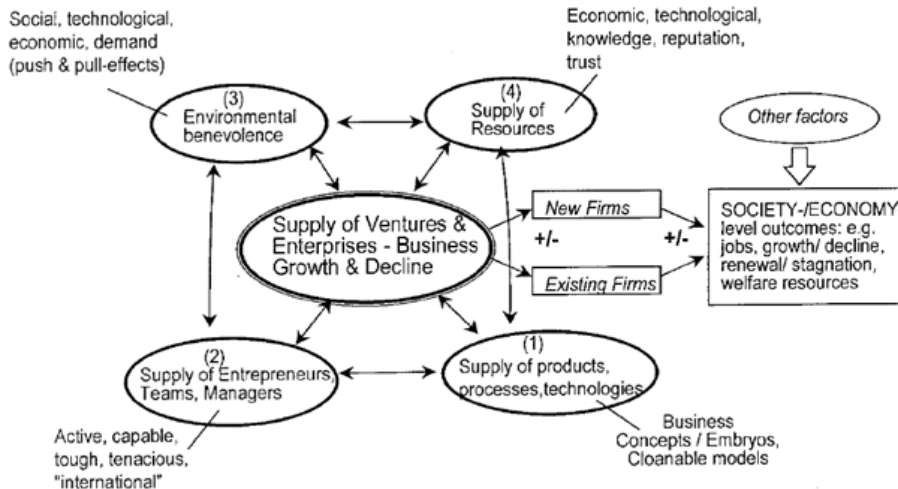 Social, technological,
economic, demand
(push & pull-effects)
Economic, technological,
knowledge, reputation,
trust
(3)
Environmental
benevolence
(4)
Supply of
Resources
Other factors
Supply of Ventures &
Enterprises - Business
Growth & Decline
New Firms
+/-
+/-
Existing Firms
SOCIETY-/ECONOMY
level outcomes: e.g.
jobs, growth/ decline,
renewal/ stagnation,
welfare resources
(2)
Supply of Entrepreneurs,
Teams, Managers
(1)
Supply of products,
processes,technologies
Active, capable,
tough, tenacious,
"international"
Business
Concepts / Embryos,
Cloanable models